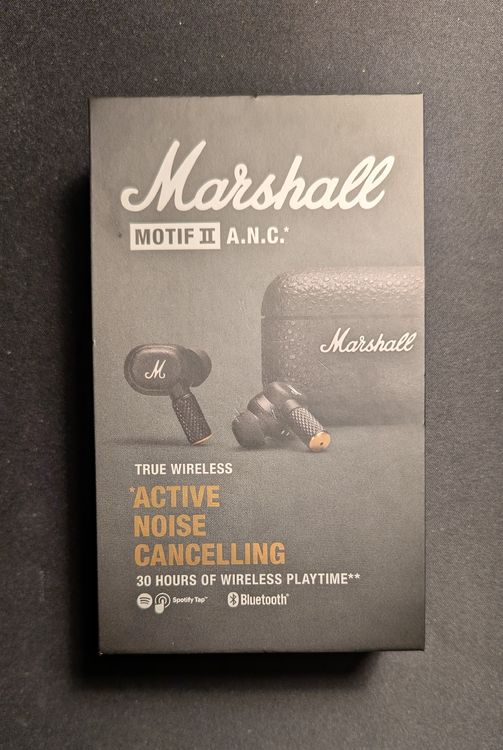 Marshall
MOTIF II A.N.C.*
Marshall
M
TRUE WIRELESS
*ACTIVE
NOISE
CANCELLING
30 HOURS OF WIRELESS PLAYTIME**
Spotify Tap™ Bluetooth®